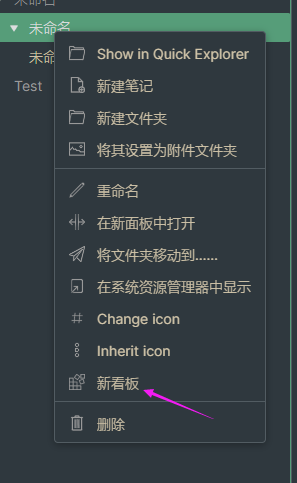 未命名
未命名
Show in Quick Explorer
未命
新建笔记
Test
新建文件夹
将其设置为附件文件夹
重命名
在新面板中打开
将文件夹移动到......
在系统资源管理器中显示
Change icon
Inherit icon
新看板
删除